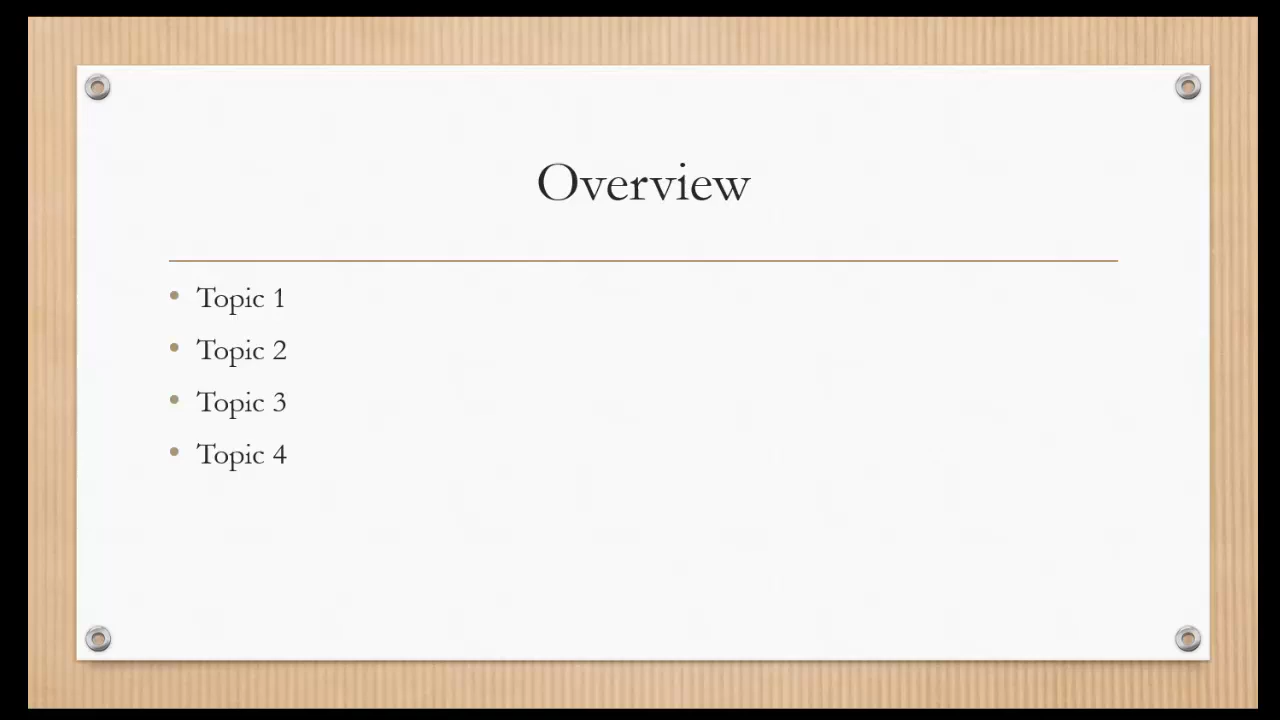 Overview
• Topic 1
• Topic 2
• Topic 3
• Topic 4